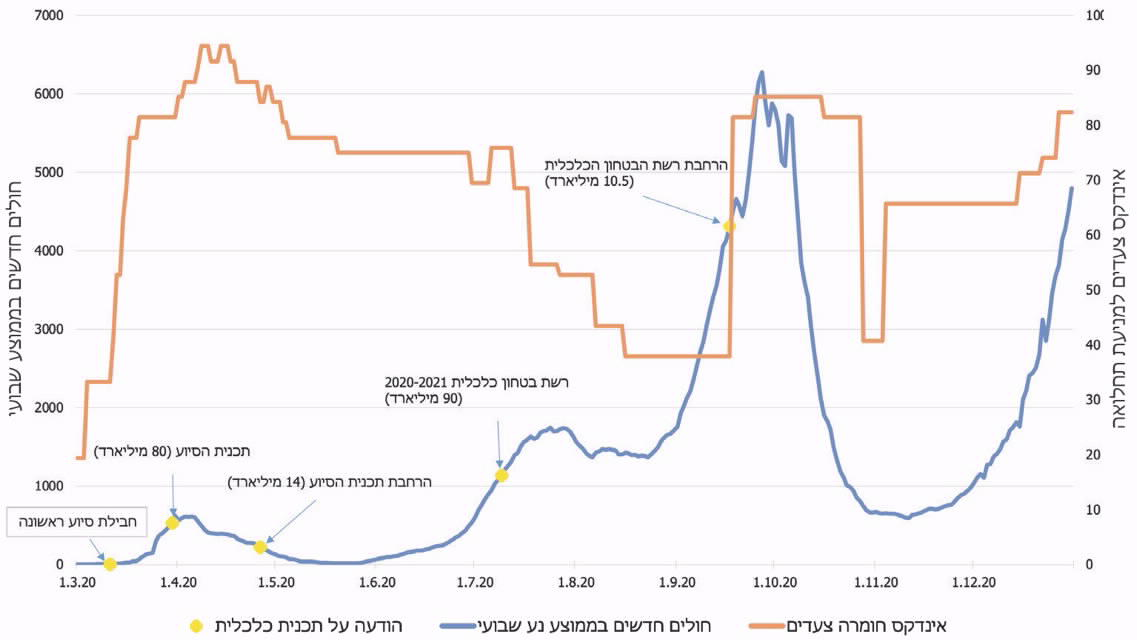 חולים חדשים בממוצע שבועי
7000
6000
5000
4000
3000
2000
1000
0
100
90
80
70
60
50
40
30
20
10
0
אינדקס צעדים למניעת תחלואה
הרחבת רשת הבטחון הכלכלית
(10.5 מיליארד)
רשת בטחון כלכלית 2020-2021
(90 מיליארד)
תכנית הסיוע (80 מיליארד)
הרחבת תכנית הסיוע (14 מיליארד)
חבילת סיוע ראשונה
1.3.20
1.4.20
1.5.20
1.6.20
1.7.20
1.8.20
1.9.20
1.10.20
1.11.20
1.12.20
אינדקס חומרה צעדים
חולים חדשים בממוצע נע שבועי
הודעה על תכנית כלכלית